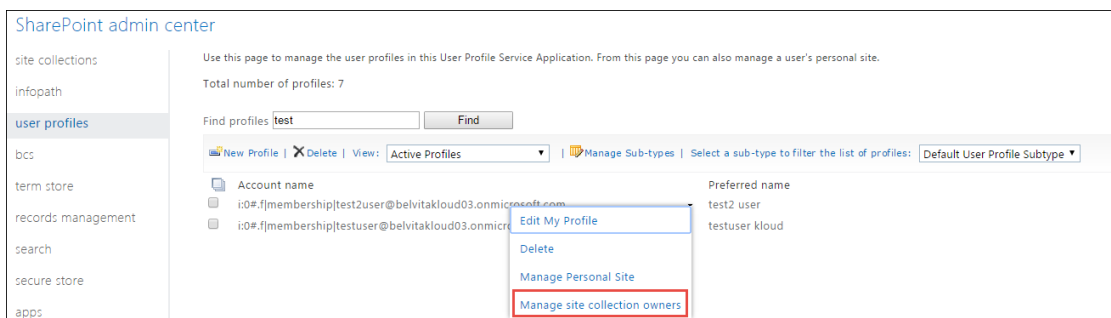 SharePoint admin center
site collections
infopath
user profiles
bcs
term store
records management
search
secure store
apps
Use this page to manage the user profiles in this User Profile Service Application. From this page you can also manage a user's personal site.
Total number of profiles: 7
Find profiles test Find
New Profile | Delete | View: Active Profiles | Manage Sub-types | Select a sub-type to filter the list of profiles: Default User Profile Subtype
Account name Preferred name
i:0#.f|membership|test2user@belvitakloud03.onmicrosoft.com test2 user
i:0#.f|membership|testuser@belvitakloud03.onmicro testuser kloud
Edit My Profile
Delete
Manage Personal Site
Manage site collection owners